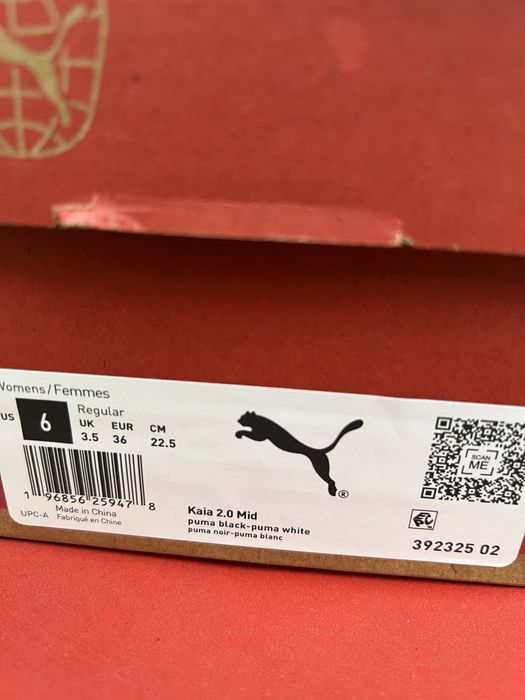 Womens/Femmes
US 6 Regular
UK EUR CM
3.5 36 22.5
1 96856 25947 8
UPC-A Made in China
Fabriqué en Chine
®
Kaia 2.0 Mid
puma black-puma white
puma noir-puma blanc
SCAN
ME
392325 02